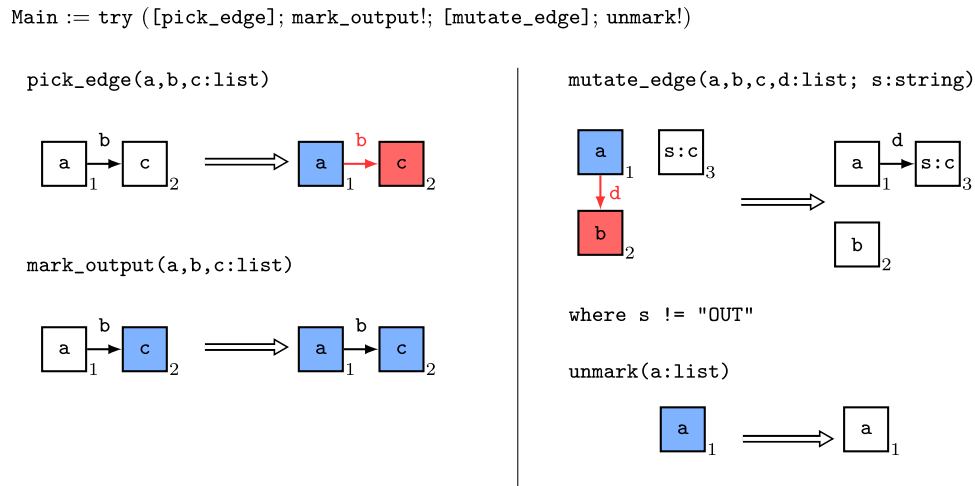 Main := try ([pick_edge]; mark_output!; [mutate_edge]; unmark!)
pick_edge(a,b,c:list)
a b c a b c
1 2 1 2
mark_output(a,b,c:list)
a b c a b c
1 2 1 2
mutate_edge(a,b,c,d:list; s:string)
a s:c a d s:c
1 3 1 3
d
b b
2 2
where s != "OUT"
unmark(a:list)
a a
1 1